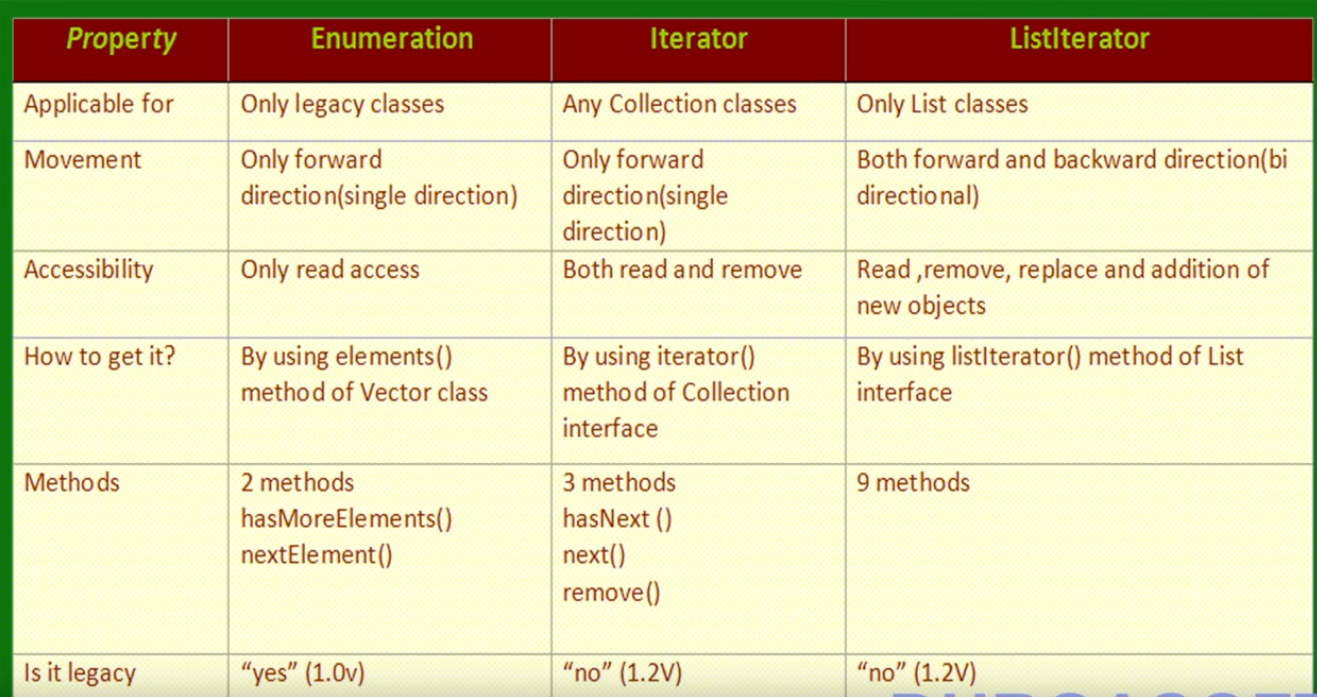 Property Enumeration Iterator ListIterator
Applicable for Only legacy classes Any Collection classes Only List classes
Movement Only forward Only forward Both forward and backward direction(bi
direction(single direction) direction(single directional)
direction)
Accessibility Only read access Both read and remove Read ,remove, replace and addition of
new objects
How to get it? By using elements() By using iterator() By using listIterator() method of List
method of Vector class method of Collection interface
interface
Methods 2 methods 3 methods 9 methods
hasMoreElements() hasNext ()
nextElement() next()
remove()
Is it legacy “yes” (1.0v) “no” (1.2V) “no” (1.2V)